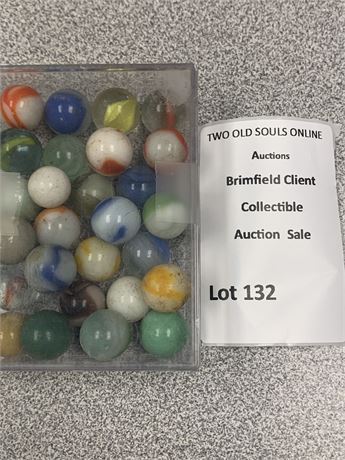 TWO OLD SOULS ONLINE
Auctions
Brimfield Client
Collectible
Auction Sale
Lot 132